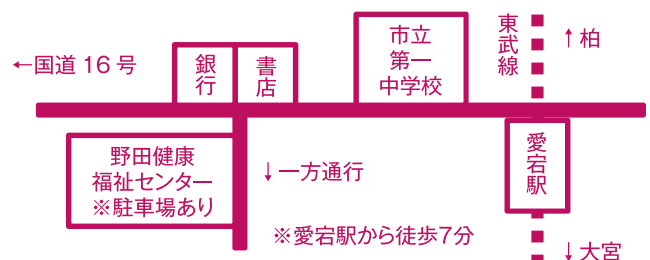 ←国道16号
銀行
書店
市立
第一
中学校
東武線
↑柏
野田健康
福祉センター
※駐車場あり
↓一方通行
愛宕駅
※愛宕駅から徒歩7分
↓大宮